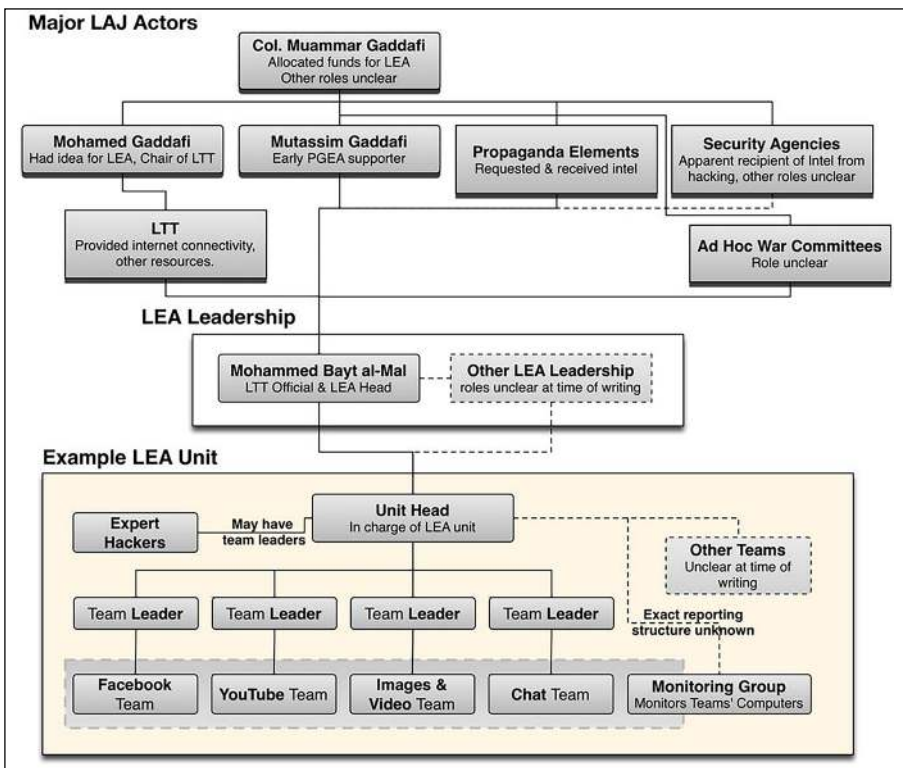 Major LAJ Actors
Col. Muammar Gaddafi
Allocated funds for LEA
Other roles unclear
Mohamed Gaddafi
Had idea for LEA, Chair of LTT
Mutassim Gaddafi
Early PGEA supporter
Propaganda Elements
Requested & received intel
Security Agencies
Apparent recipient of Intel from
hacking, other roles unclear
LTT
Provided internet connectivity,
other resources.
Ad Hoc War Committees
Role unclear
LEA Leadership
Mohammed Bayt al-Mal
LTT Official & LEA Head
Other LEA Leadership
roles unclear at time of writing
Example LEA Unit
Unit Head
In charge of LEA unit
Expert
Hackers
May have
team leaders
Other Teams
Unclear at time of
writing
Team Leader
Team Leader
Team Leader
Team Leader
Exact reporting
structure unknown
Facebook
Team
YouTube Team
Images &
Video Team
Chat Team
Monitoring Group
Monitors Teams' Computers